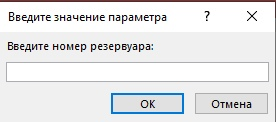 Введите значение параметра
?
Введите номер резервуара:
ОК
Отмена